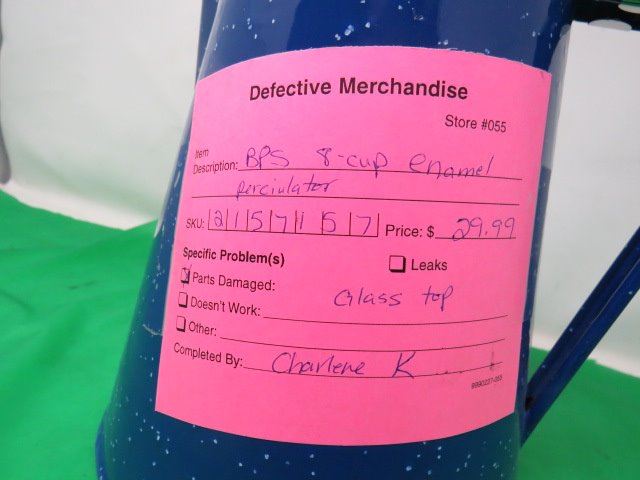 Defective Merchandise
Store #055
Item
Description: BPS 8-cup enamel
perciulator
SKU: 2 1 5 7 1 5 7 Price: $ 29.99
Specific Problem(s)
Leaks
Parts Damaged: Glass top
Doesn't Work:
Other:
Completed By: Charlene K